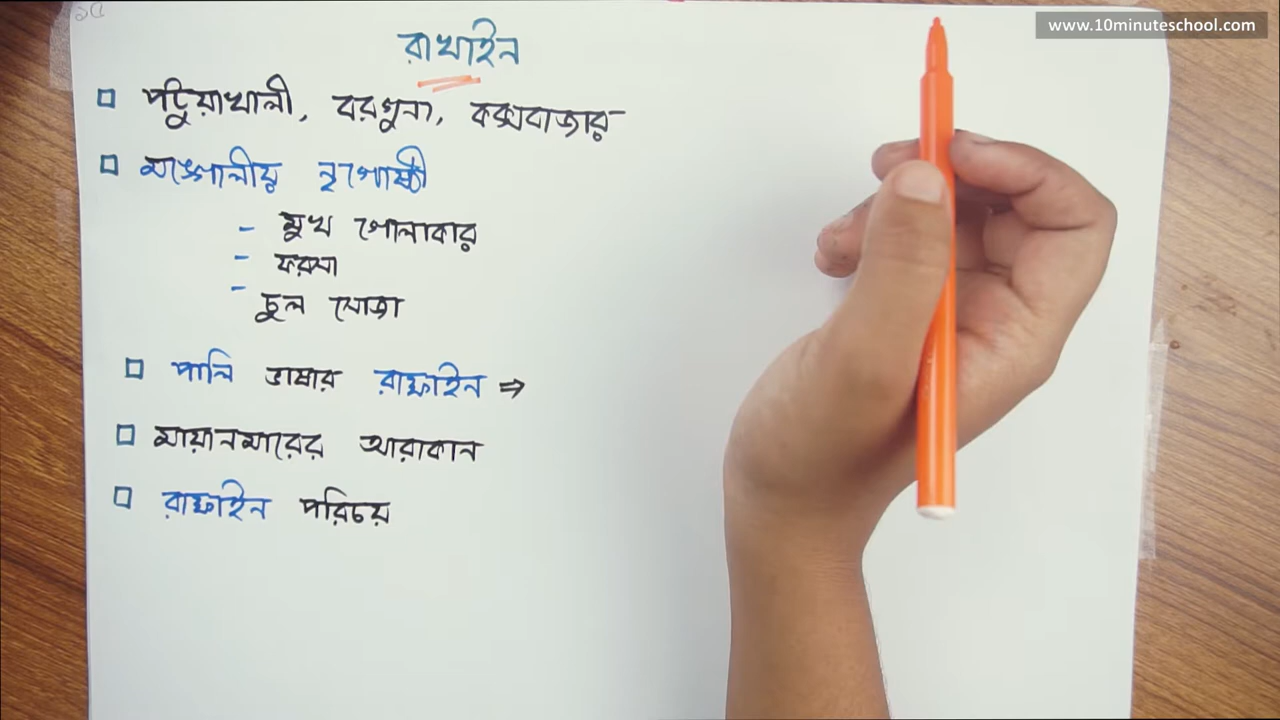 www.10minuteschool.com
রাখাইন
পটুয়াখালী, বরগুনা, কক্সবাজার
মঙ্গোলীয় নৃগোষ্ঠী
- মুখ গোলাকার
- ফরসা
- চুল সোজা
পালি ভাষার রাক্ষাইন ⇒
মায়ানমারের আরাকান
রাক্ষাইন পরিচয়